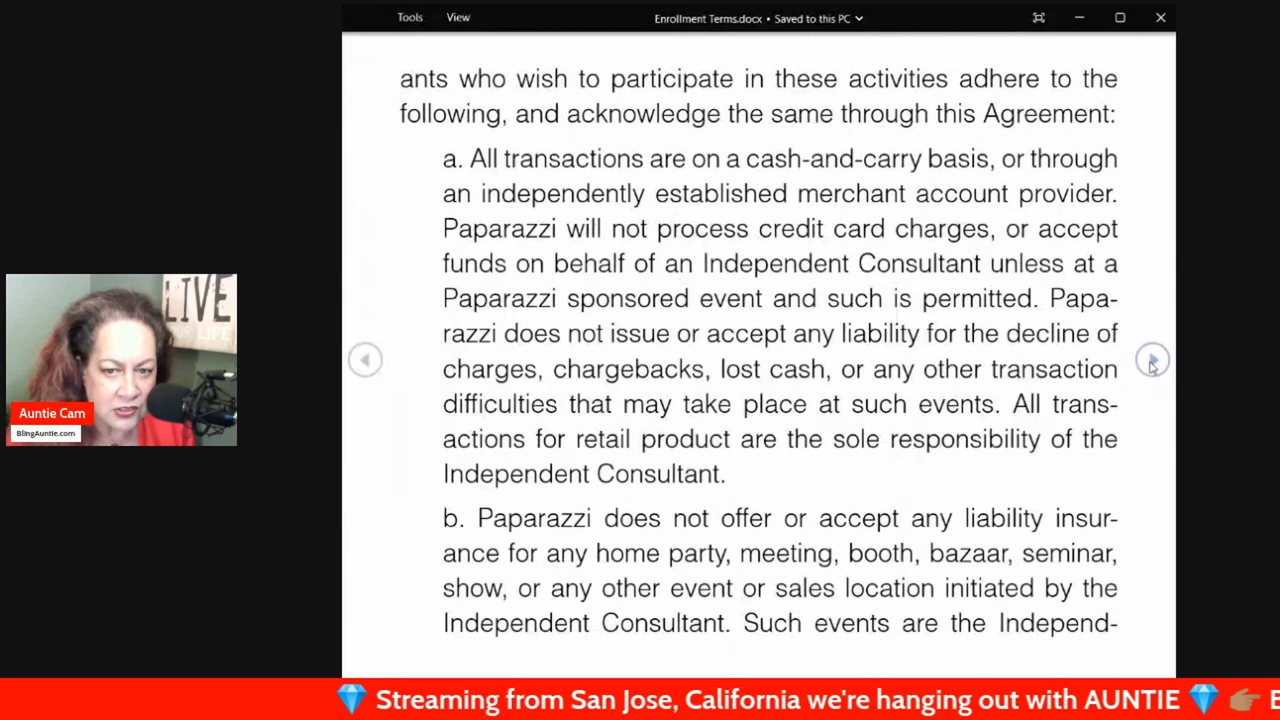 Tools View Enrollment Terms.docx • Saved to this PC
ants who wish to participate in these activities adhere to the
following, and acknowledge the same through this Agreement:
a. All transactions are on a cash-and-carry basis, or through
an independently established merchant account provider.
Paparazzi will not process credit card charges, or accept
funds on behalf of an Independent Consultant unless at a
Paparazzi sponsored event and such is permitted. Papa-
razzi does not issue or accept any liability for the decline of
charges, chargebacks, lost cash, or any other transaction
difficulties that may take place at such events. All trans-
actions for retail product are the sole responsibility of the
Independent Consultant.
b. Paparazzi does not offer or accept any liability insur-
ance for any home party, meeting, booth, bazaar, seminar,
show, or any other event or sales location initiated by the
Independent Consultant. Such events are the Independ-
LIVE
YOUR LIFE
Auntie Cam
BlingAuntie.com
💎 Streaming from San Jose, California we're hanging out with AUNTIE 💎 👉🏽 B